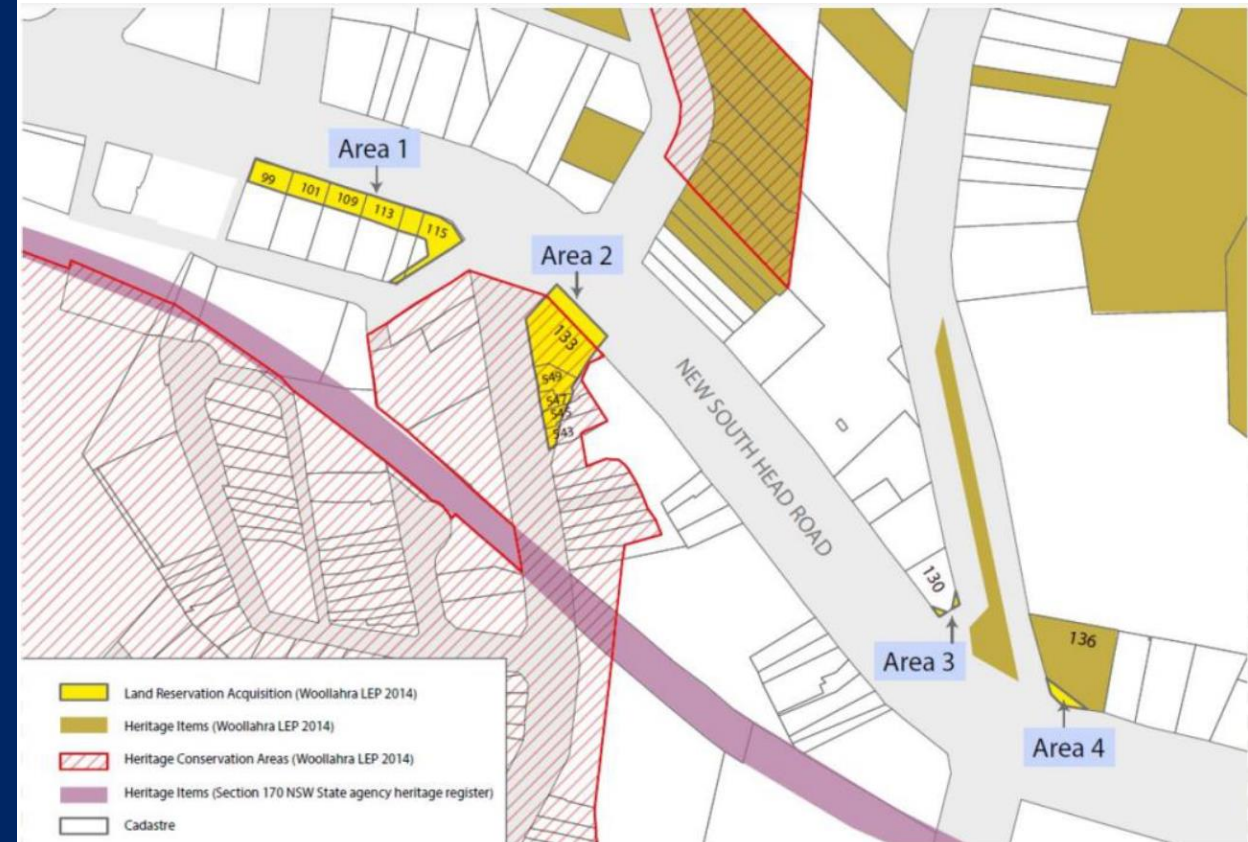 Area 1
99
101
109
113
115
Area 2
133
549
547
545
543
NEW SOUTH HEAD ROAD
130
Area 3
136
Area 4
Land Reservation Acquisition (Woollahra LEP 2014)
Heritage Items (Woollahra LEP 2014)
Heritage Conservation Areas (Woollahra LEP 2014)
Heritage Items (Section 170 NSW State agency heritage register)
Cadastre